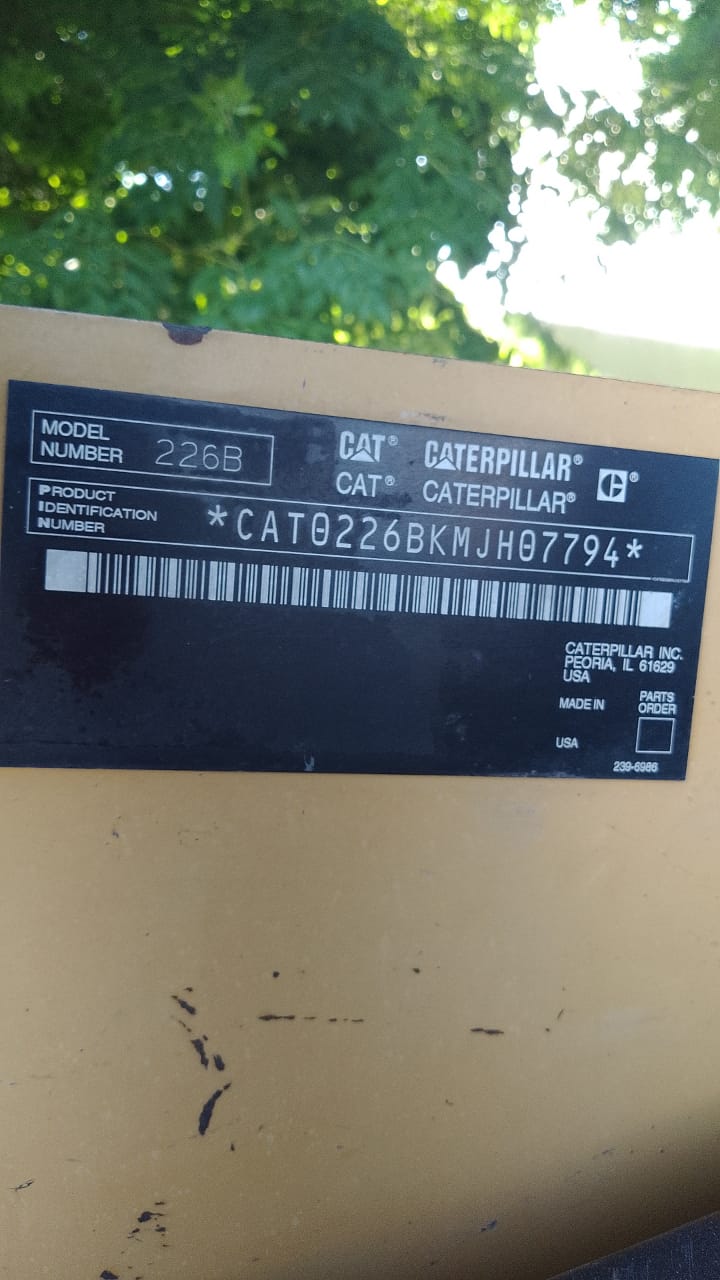 MODEL
NUMBER 226B
CAT® CATERPILLAR® ®
CAT® CATERPILLAR®
PRODUCT
IDENTIFICATION
NUMBER
*CAT0226BKMJH07794*
CATERPILLAR INC.
PEORIA, IL 61629
USA
MADE IN
USA
PARTS
ORDER
239-6986